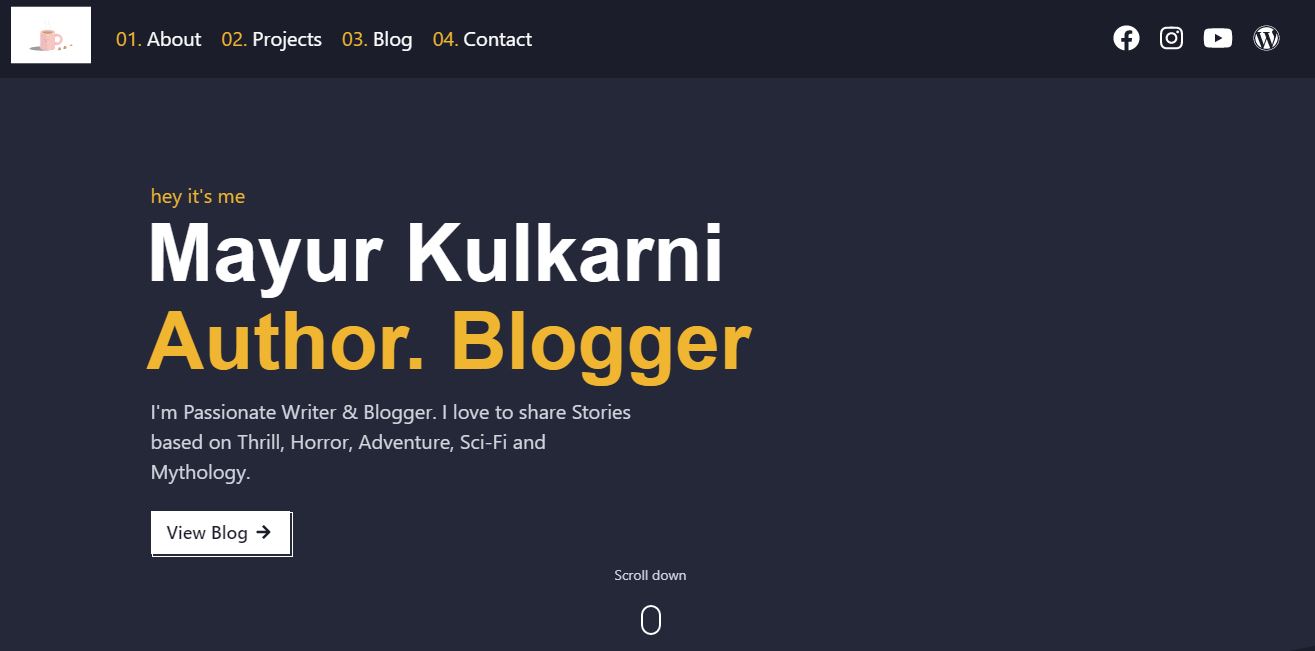 01. About 02. Projects 03. Blog 04. Contact
hey it's me
Mayur Kulkarni
Author. Blogger
I'm Passionate Writer & Blogger. I love to share Stories
based on Thrill, Horror, Adventure, Sci-Fi and
Mythology.
View Blog →
Scroll down